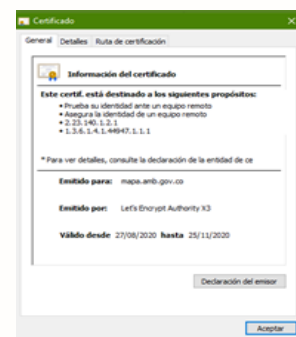 Certificado
General Detalles Ruta de certificación
Información del certificado
Este certif. está destinado a los siguientes propósitos:
• Prueba su identidad ante un equipo remoto
• Asegura la identidad de un equipo remoto
• 2.23.140.1.2.1
• 1.3.6.1.4.1.44947.1.1.1
* Para ver detalles, consulte la declaración de la entidad de ce
Emitido para: mapa.amb.gov.co
Emitido por: Let's Encrypt Authority X3
Válido desde 27/08/2020 hasta 25/11/2020
Declaración del emisor
Aceptar